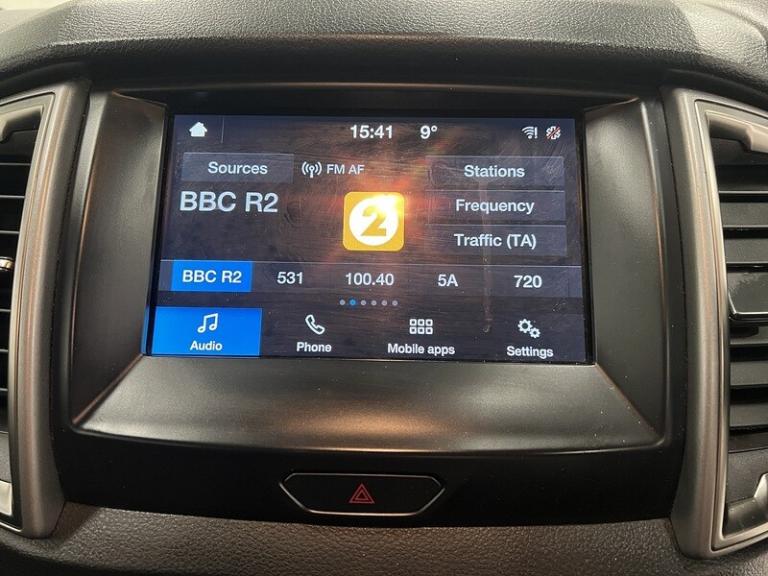 15:41 9°
Sources FM AF Stations
BBC R2 2 Frequency
Traffic (TA)
BBC R2 531 100.40 5A 720
Audio Phone Mobile apps Settings